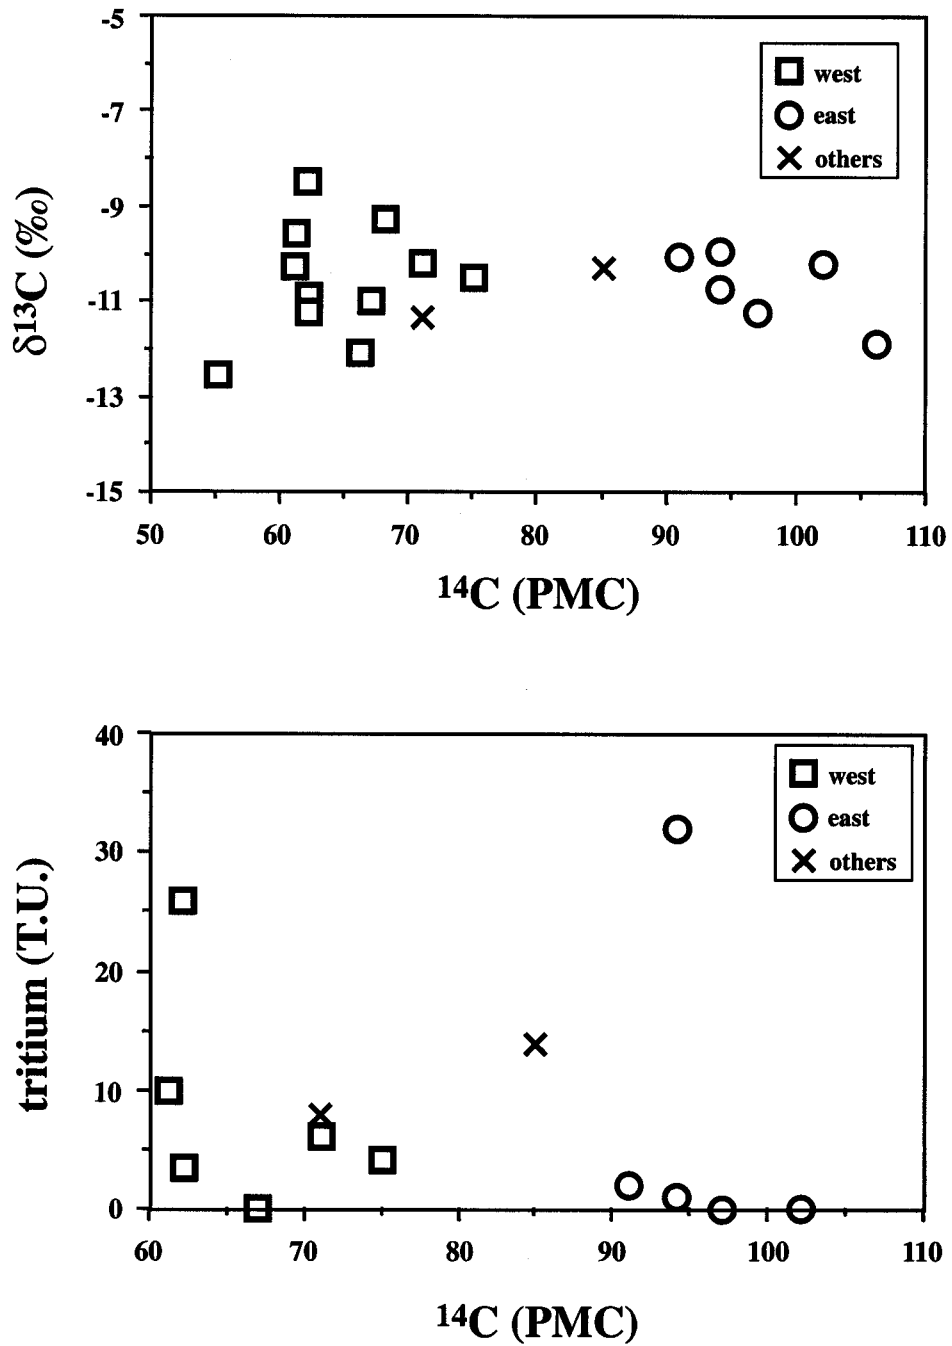 -5
-7
-9
-11
-13
-15
δ13C (‰)
west
east
others
50 60 70 80 90 100 110
14C (PMC)
40
30
20
10
0
tritium (T.U.)
west
east
others
60 70 80 90 100 110
14C (PMC)